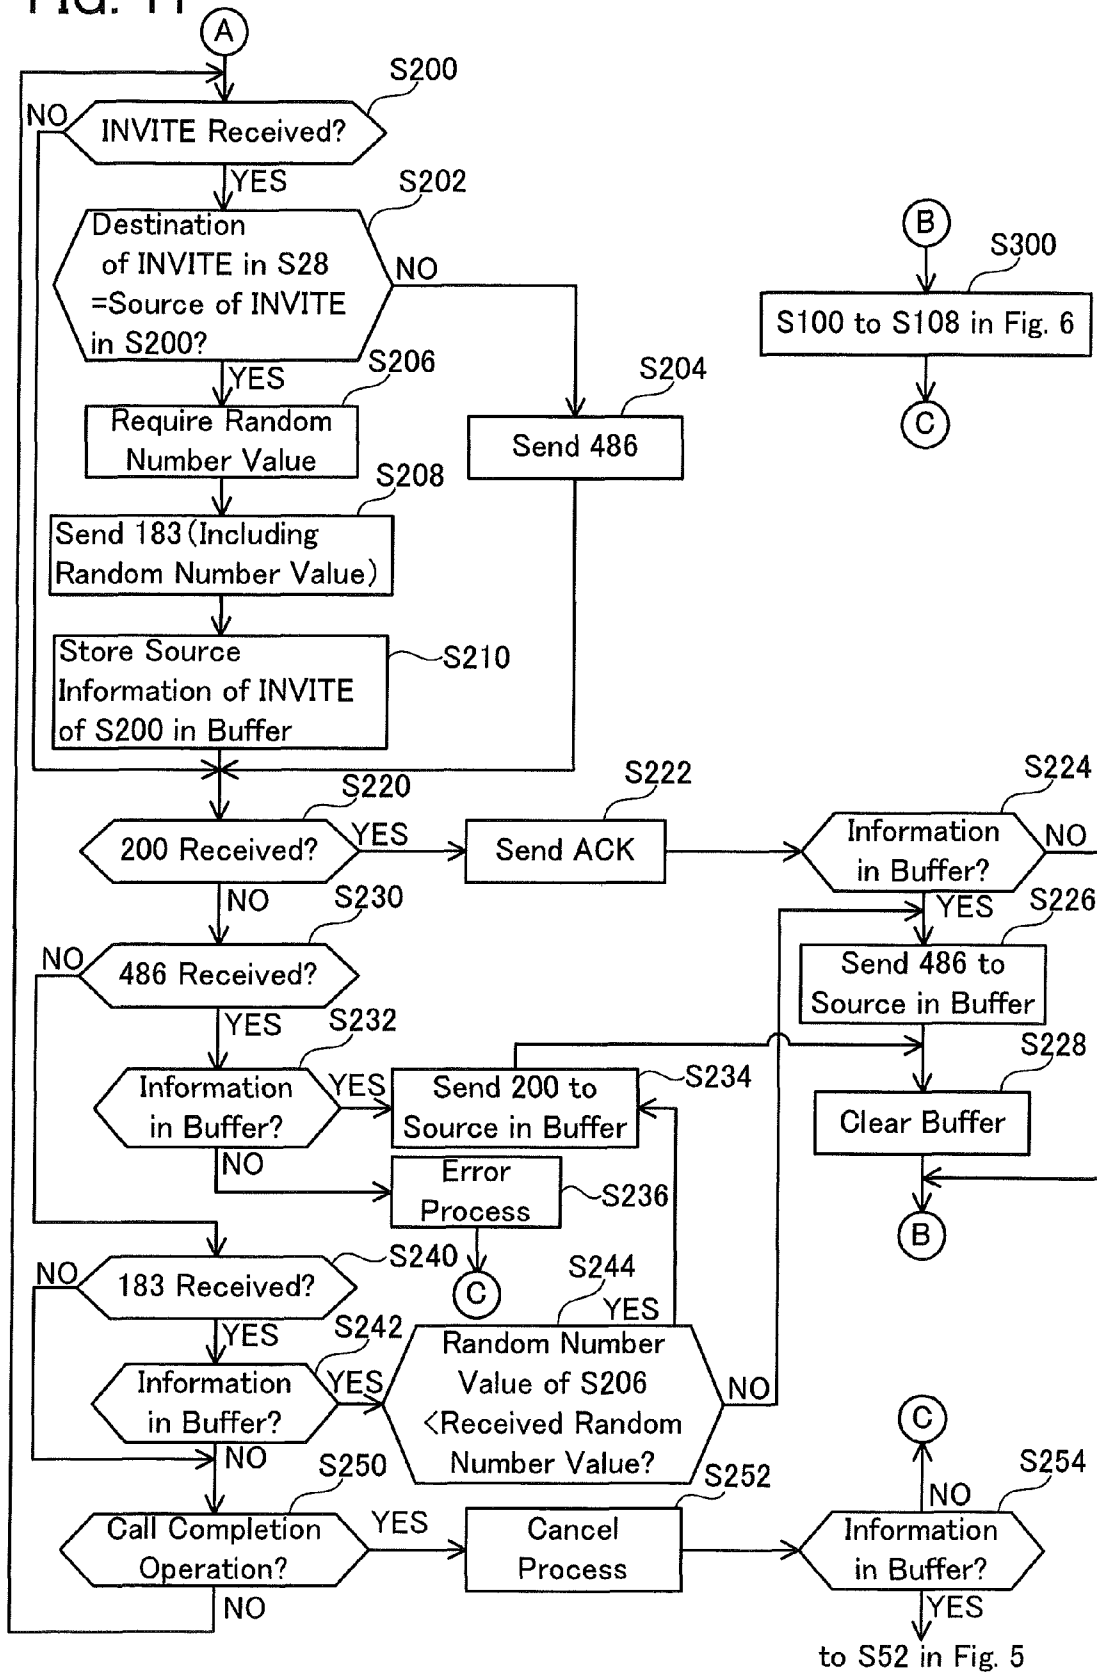 FIG. 11
A
S200
NO
INVITE Received?
YES
S202
Destination
of INVITE in S28
=Source of INVITE
in S200?
NO
YES
S206
Require Random
Number Value
S204
Send 486
S208
Send 183(Including
Random Number Value)
Store Source
Information of INVITE
of S200 in Buffer
S210
B
S300
S100 to S108 in Fig. 6
C
S220
200 Received?
YES
S222
Send ACK
S224
Information
in Buffer?
NO
NO
S230
YES
S226
NO
486 Received?
Send 486 to
Source in Buffer
YES
S232
S228
Information
in Buffer?
YES
Send 200 to
Source in Buffer
S234
Clear Buffer
NO
Error
Process
S236
B
S240
NO
183 Received?
C
S244
YES
YES
S242
Information
in Buffer?
YES
Random Number
Value of S206
<Received Random
Number Value?
NO
NO
S250
Call Completion
Operation?
YES
S252
Cancel
Process
C
S254
NO
Information
in Buffer?
NO
YES
to S52 in Fig. 5